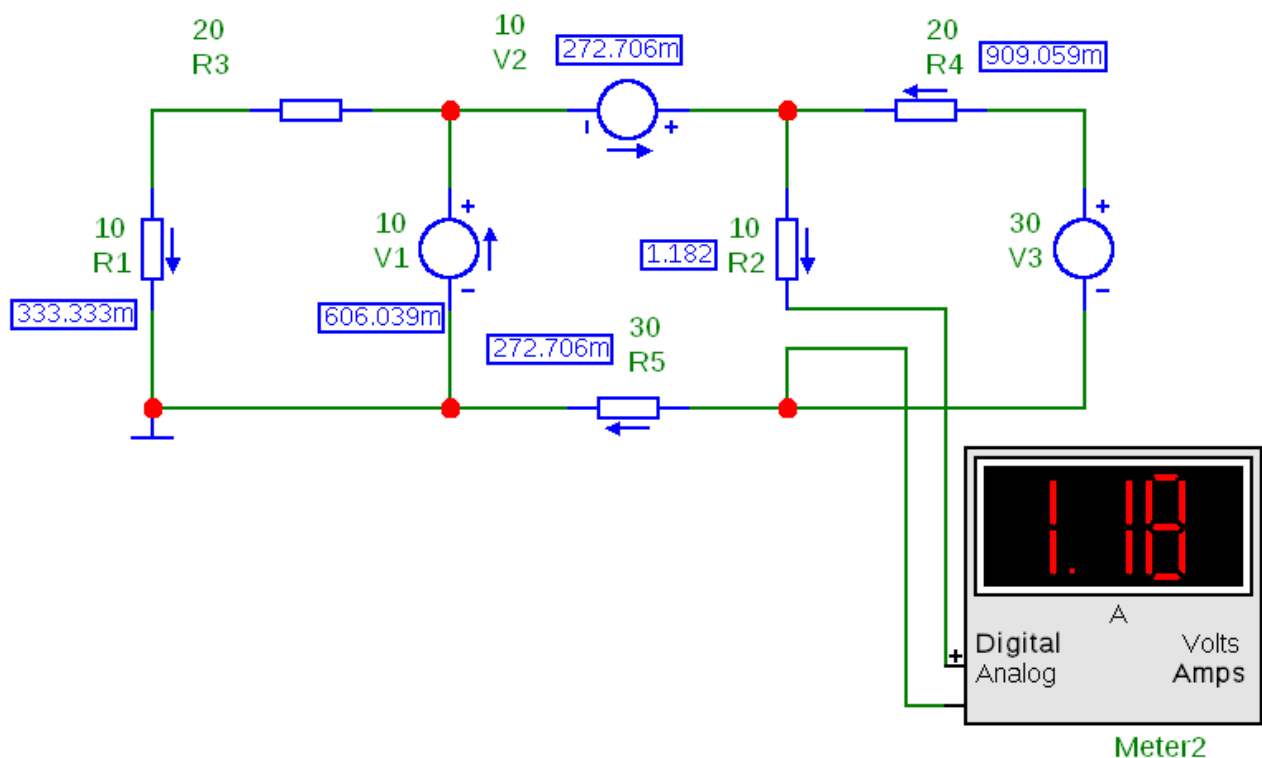 20
R3
10
V2
272.706m
20
R4
909.059m
10
R1
333.333m
10
V1
606.039m
+
−
10
R2
1.182
30
V3
+
−
30
R5
272.706m
1.18
A
Digital
Analog
Volts
Amps
+
Meter2